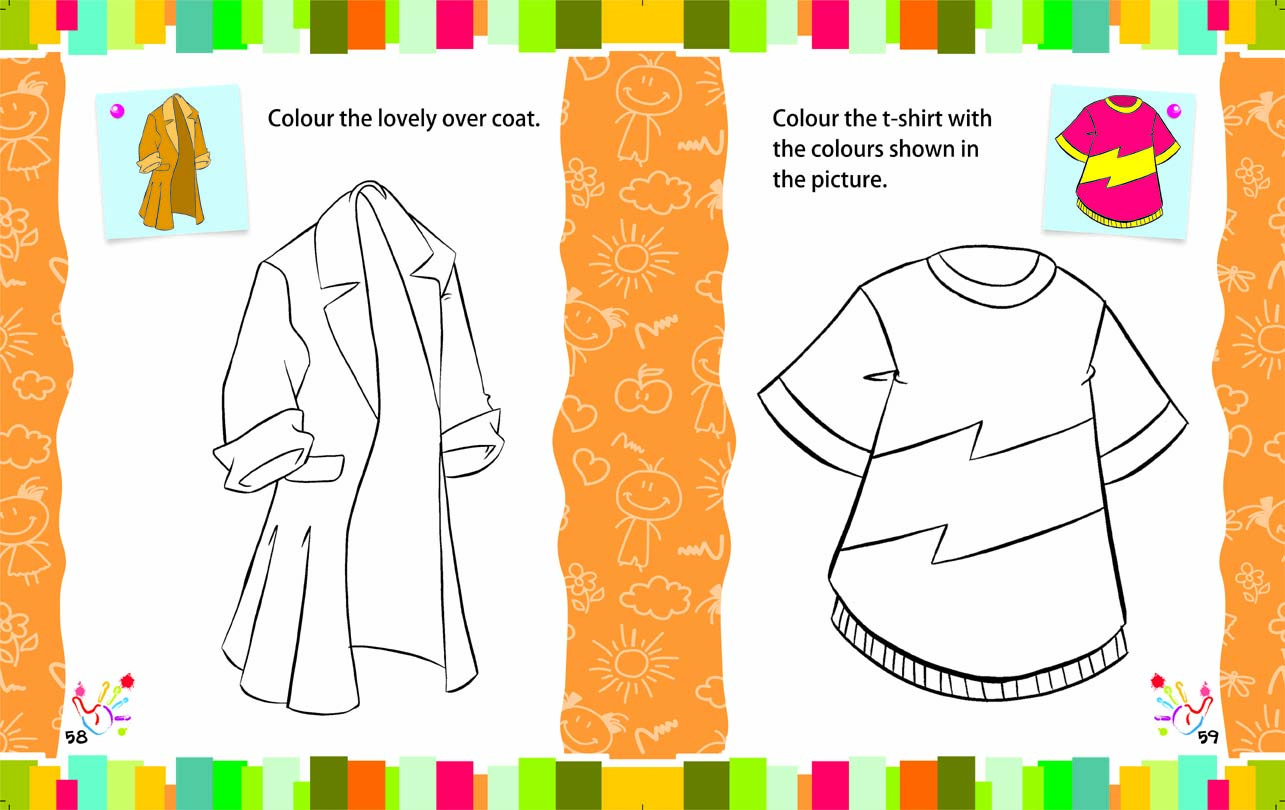 Colour the lovely over coat.
58
Colour the t-shirt with
the colours shown in
the picture.
59